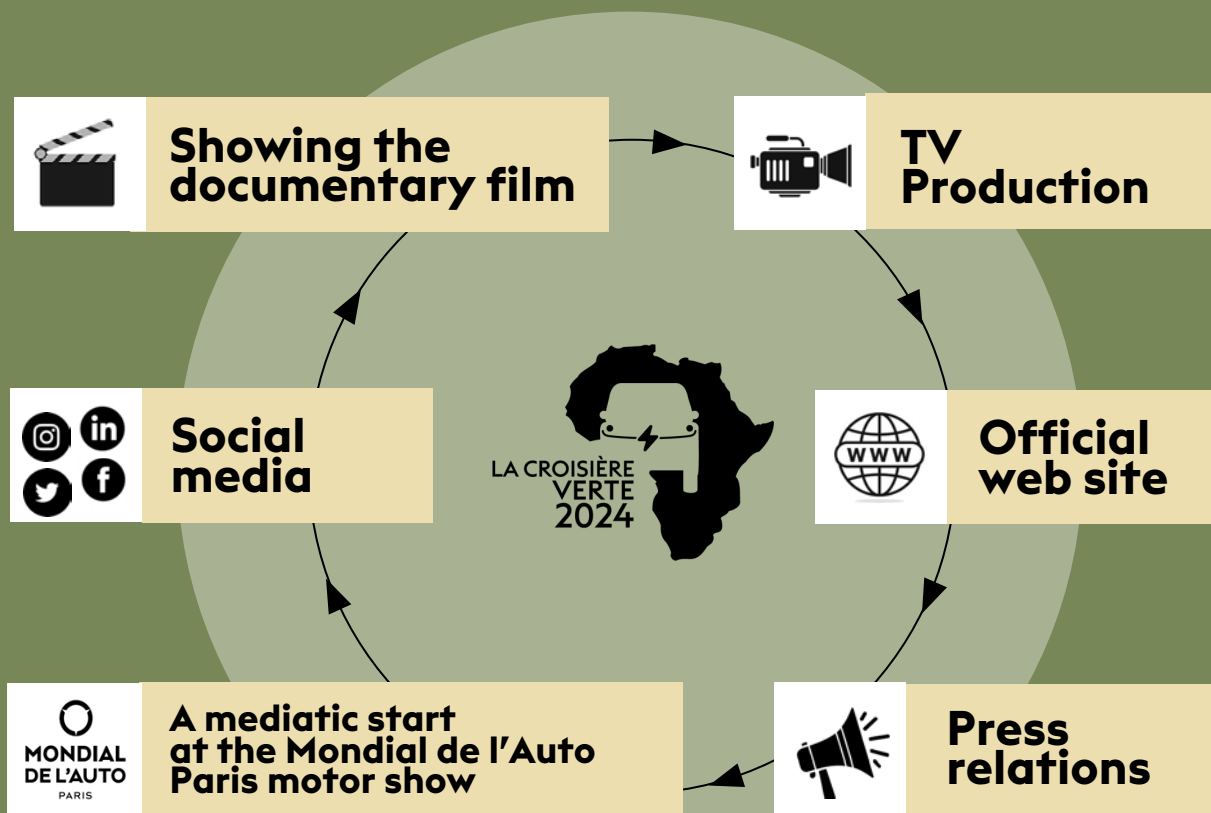 Showing the
documentary film
TV
Production
Social
media
LA CROISIÈRE
VERTE
2024
WWW
Official
web site
MONDIAL
DE L'AUTO
PARIS
A mediatic start
at the Mondial de l'Auto
Paris motor show
Press
relations